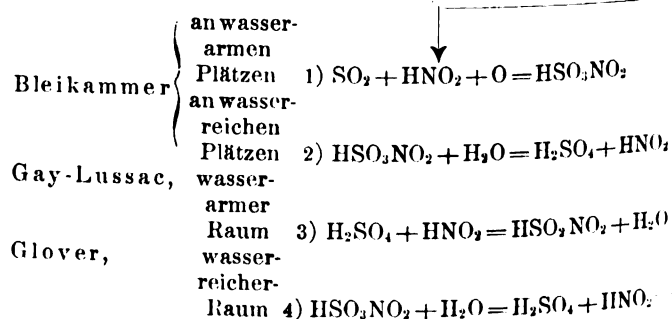 an wasser-
armen
Bleikammer Plätzen 1) SO₂ + HNO₂ + O = HSO₃NO₂
an wasser-
reichen
Plätzen 2) HSO₃NO₂ + H₂O = H₂SO₄ + HNO₂
Gay-Lussac, wasser-
armer
Raum 3) H₂SO₄ + HNO₂ = HSO₃NO₂ + H₂O
Glover, wasser-
reicher-
Raum 4) HSO₃NO₂ + H₂O = H₂SO₄ + HNO₂